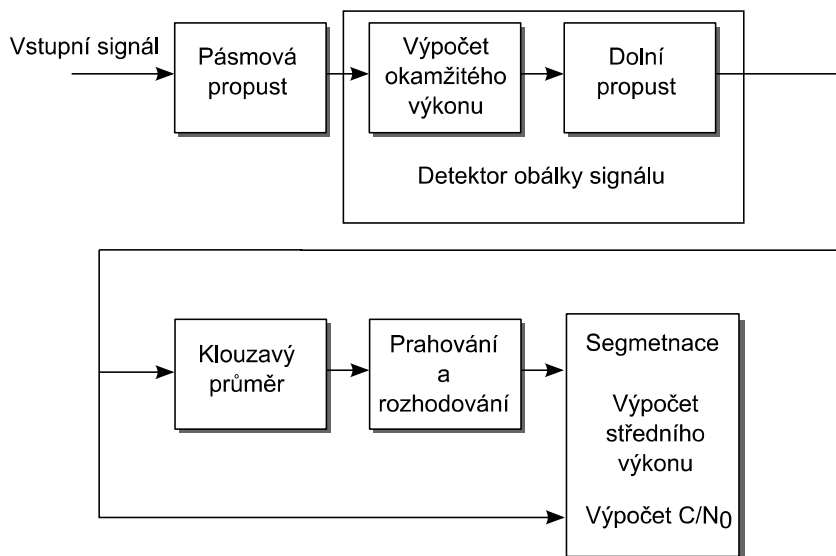 Vstupní signál
Pásmová
propust
Výpočet
okamžitého
výkonu
Dolní
propust
Detektor obálky signálu
Klouzavý
průměr
Prahování
a
rozhodování
Segmetnace
Výpočet
středního
výkonu
Výpočet C/N0